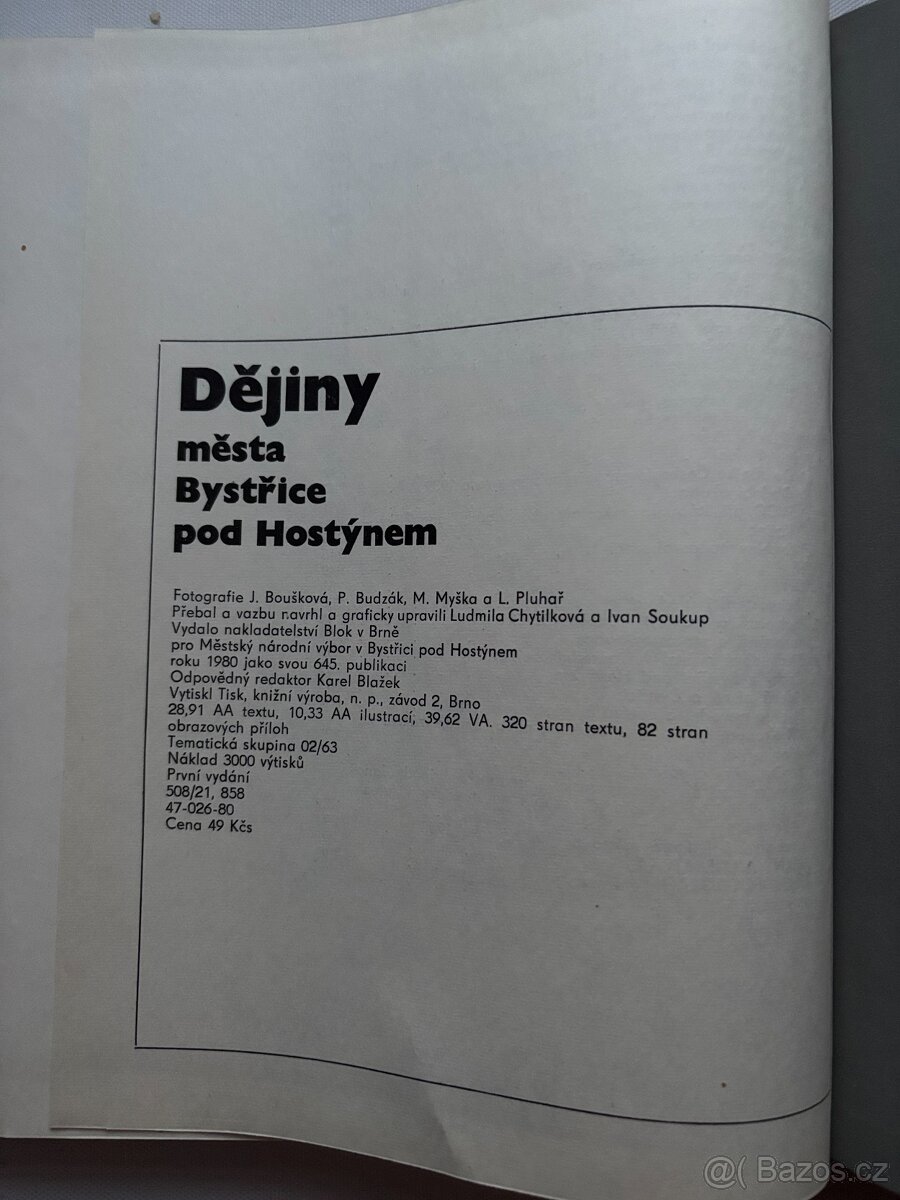 Dějiny
města
Bystřice
pod Hostýnem
Fotografie J. Boušková, P. Budzák, M. Myška a L. Pluhař
Přebal a vazbu navrhl a graficky upravili Ludmila Chytilková a Ivan Soukup
Vydalo nakladatelství Blok v Brně
pro Městský národní výbor v Bystřici pod Hostýnem
roku 1980 jako svou 645. publikaci
Odpovědný redaktor Karel Blažek
Vytiskl Tisk, knižní výroba, n. p., závod 2, Brno
28,91 AA textu, 10,33 AA ilustrací, 39,62 VA. 320 stran textu, 82 stran
obrazových příloh
Tematická skupina 02/63
Náklad 3000 výtisků
První vydání
508/21, 858
47-026-80
Cena 49 Kčs
@( Bazos.cz